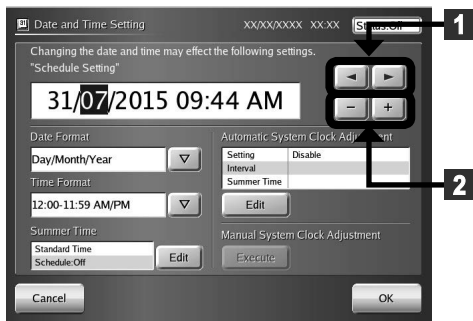 Date and Time Setting
XX/XX/XXXX XX:XX
Status:Off
1
Changing the date and time may effect the following settings.
"Schedule Setting"
31/07/2015 09:44 AM
- +
2
Date Format
Automatic System Clock Adjustment
Day/Month/Year
Setting Disable
Interval
Summer Time
Time Format
12:00-11:59 AM/PM
Edit
Summer Time
Manual System Clock Adjustment
Standard Time
Schedule:Off
Edit
Execute
Cancel
OK